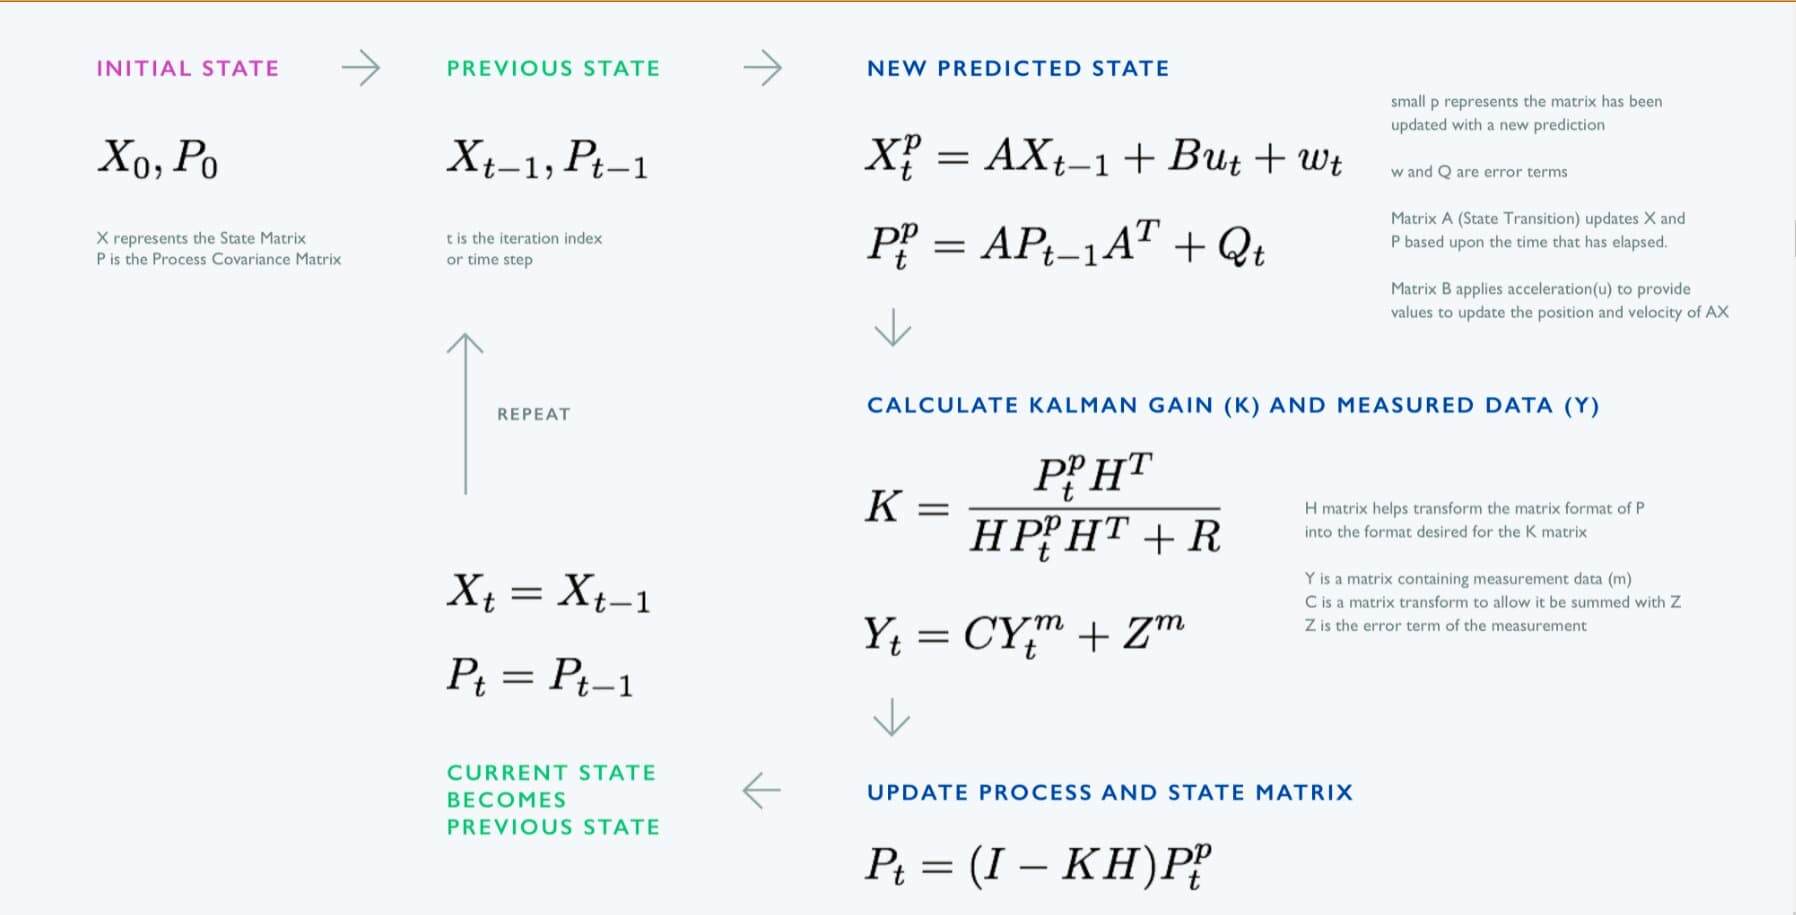 INITIAL STATE
X₀, P₀
X represents the State Matrix
P is the Process Covariance Matrix
PREVIOUS STATE
Xₜ₋₁, Pₜ₋₁
t is the iteration index
or time step
NEW PREDICTED STATE
X_t^p = AX_{t-1} + Bu_t + w_t
P_t^p = AP_{t-1}A^T + Q_t
small p represents the matrix has been
updated with a new prediction
w and Q are error terms
Matrix A (State Transition) updates X and
P based upon the time that has elapsed.
Matrix B applies acceleration(u) to provide
values to update the position and velocity of AX
CALCULATE KALMAN GAIN (K) AND MEASURED DATA (Y)
K = \frac{P_t^p H^T}{H P_t^p H^T + R}
Y_t = CY_t^m + Z^m
H matrix helps transform the matrix format of P
into the format desired for the K matrix
Y is a matrix containing measurement data (m)
C is a matrix transform to allow it be summed with Z
Z is the error term of the measurement
UPDATE PROCESS AND STATE MATRIX
P_t = (I − KH)P_t^p
CURRENT STATE
BECOMES
PREVIOUS STATE
X_t = X_{t-1}
P_t = P_{t-1}
REPEAT